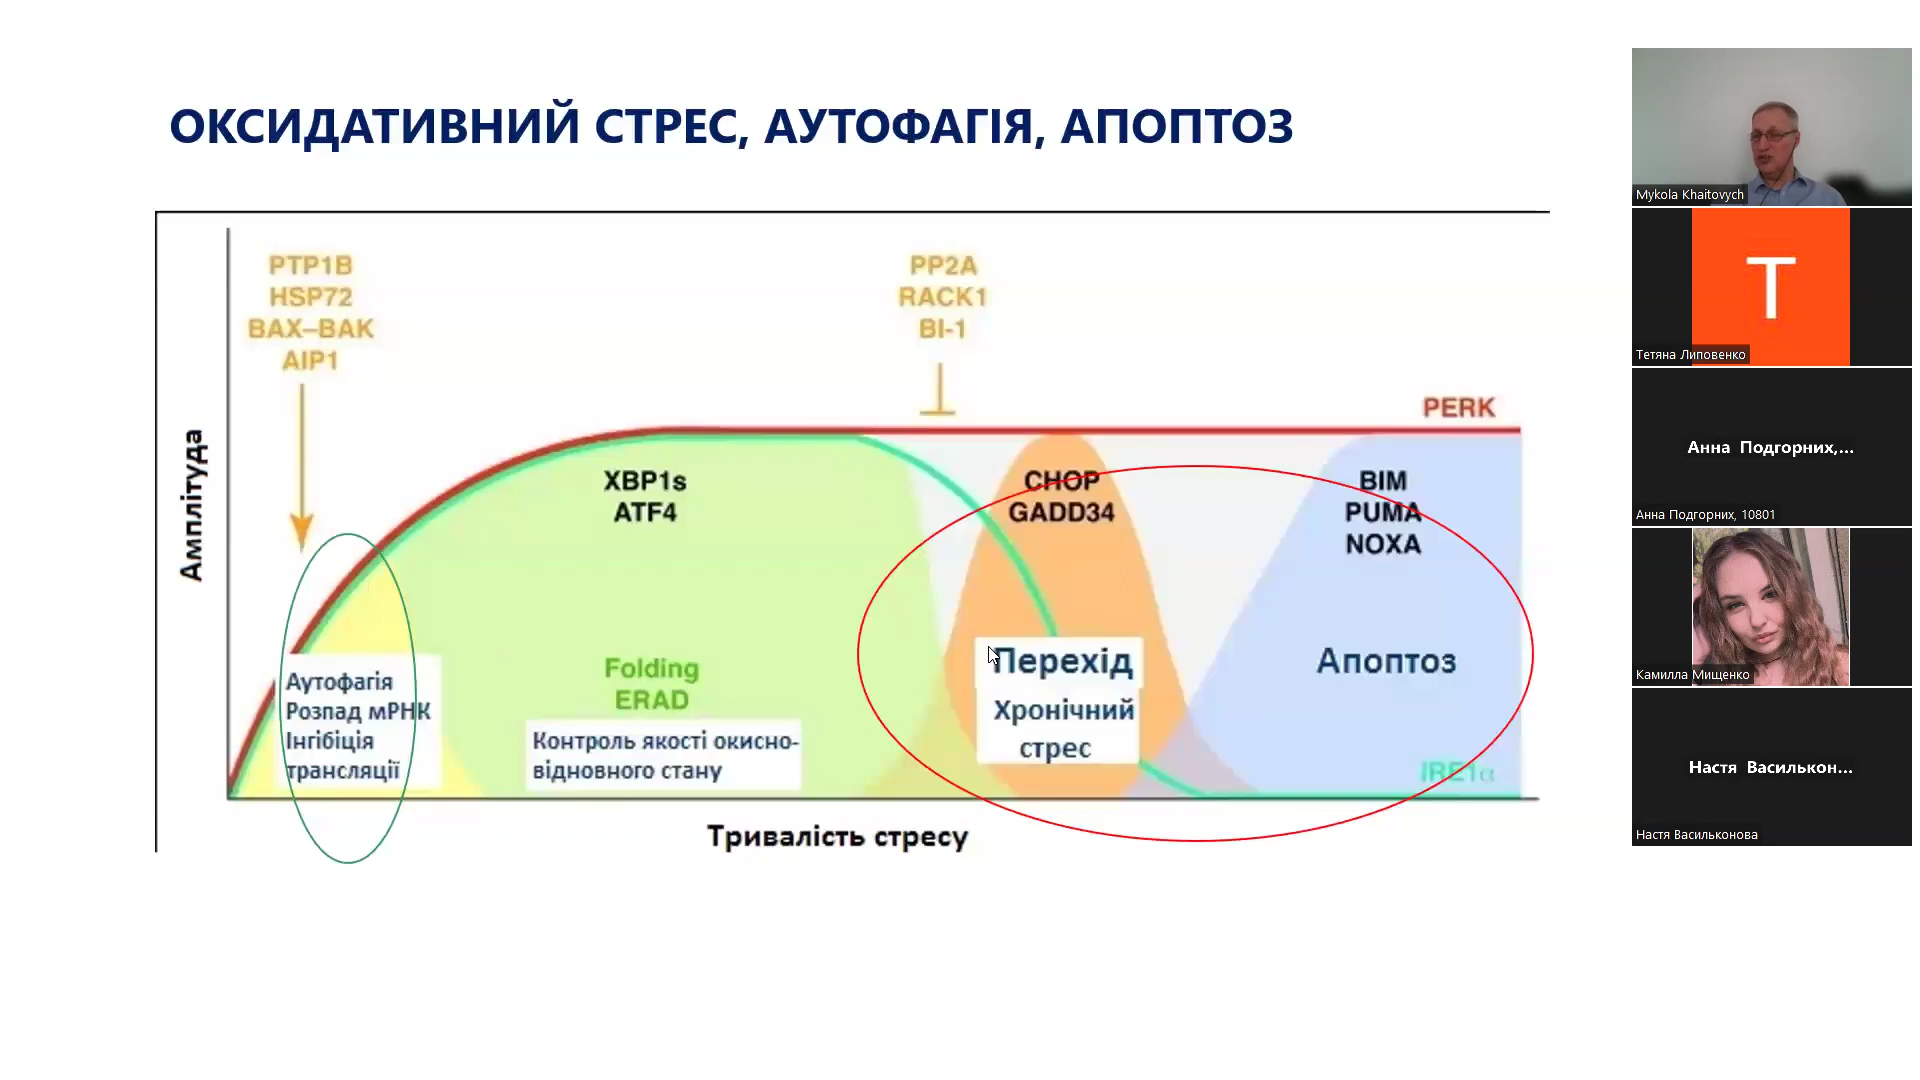 ОКСИДАТИВНИЙ СТРЕС, АУТОФАГІЯ, АПОПТОЗ
PTP1B
HSP72
BAX–BAK
AIP1
PP2A
RACK1
BI-1
PERK
Амплітуда
XBP1s
ATF4
CHOP
GADD34
BIM
PUMA
NOXA
Аутофагія
Розпад мРНК
Інгібіція
трансляції
Folding
ERAD
Контроль якості окисно-
відновного стану
Перехід
Хронічний
стрес
Апоптоз
IRE1α
Тривалість стресу
Mykola Khaitovych
T
Тетяна Липовенко
Анна Подгорних,...
Анна Подгорних, 10801
Камилла Мищенко
Настя Василькон...
Настя Васильконова